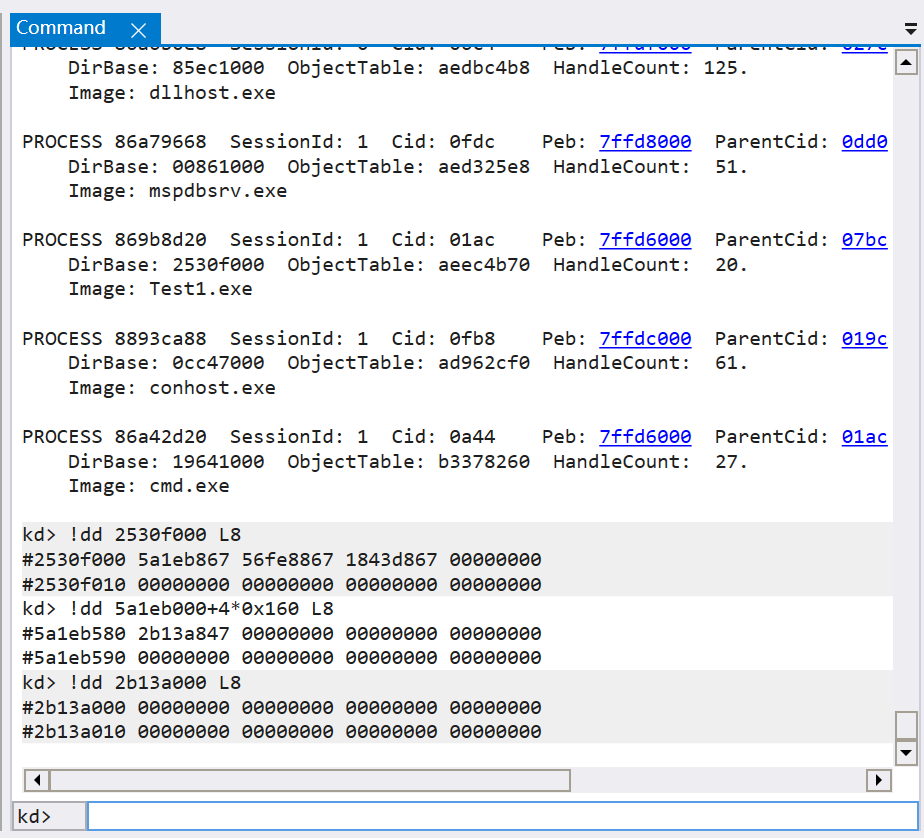 Command
DirBase: 85ec1000  ObjectTable: aedbc4b8  HandleCount: 125.
Image: dllhost.exe
PROCESS 86a79668  SessionId: 1  Cid: 0fdc    Peb: 7ffd8000  ParentCid: 0dd0
DirBase: 00861000  ObjectTable: aed325e8  HandleCount:  51.
Image: mspdbsrv.exe
PROCESS 869b8d20  SessionId: 1  Cid: 01ac    Peb: 7ffd6000  ParentCid: 07bc
DirBase: 2530f000  ObjectTable: aeec4b70  HandleCount:  20.
Image: Test1.exe
PROCESS 8893ca88  SessionId: 1  Cid: 0fb8    Peb: 7ffdc000  ParentCid: 019c
DirBase: 0cc47000  ObjectTable: ad962cf0  HandleCount:  61.
Image: conhost.exe
PROCESS 86a42d20  SessionId: 1  Cid: 0a44    Peb: 7ffd6000  ParentCid: 01ac
DirBase: 19641000  ObjectTable: b3378260  HandleCount:  27.
Image: cmd.exe
kd> !dd 2530f000 L8
#2530f000 5a1eb867 56fe8867 1843d867 00000000
#2530f010 00000000 00000000 00000000 00000000
kd> !dd 5a1eb000+4*0x160 L8
#5a1eb580 2b13a847 00000000 00000000 00000000
#5a1eb590 00000000 00000000 00000000 00000000
kd> !dd 2b13a000 L8
#2b13a000 00000000 00000000 00000000 00000000
#2b13a010 00000000 00000000 00000000 00000000
kd>